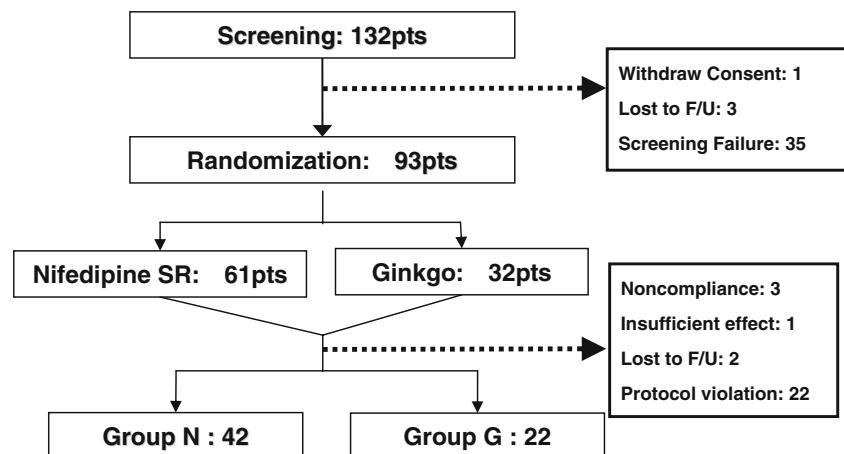 Screening: 132pts
Withdraw Consent: 1
Lost to F/U: 3
Screening Failure: 35
Randomization: 93pts
Nifedipine SR: 61pts
Ginkgo: 32pts
Noncompliance: 3
Insufficient effect: 1
Lost to F/U: 2
Protocol violation: 22
Group N : 42
Group G : 22